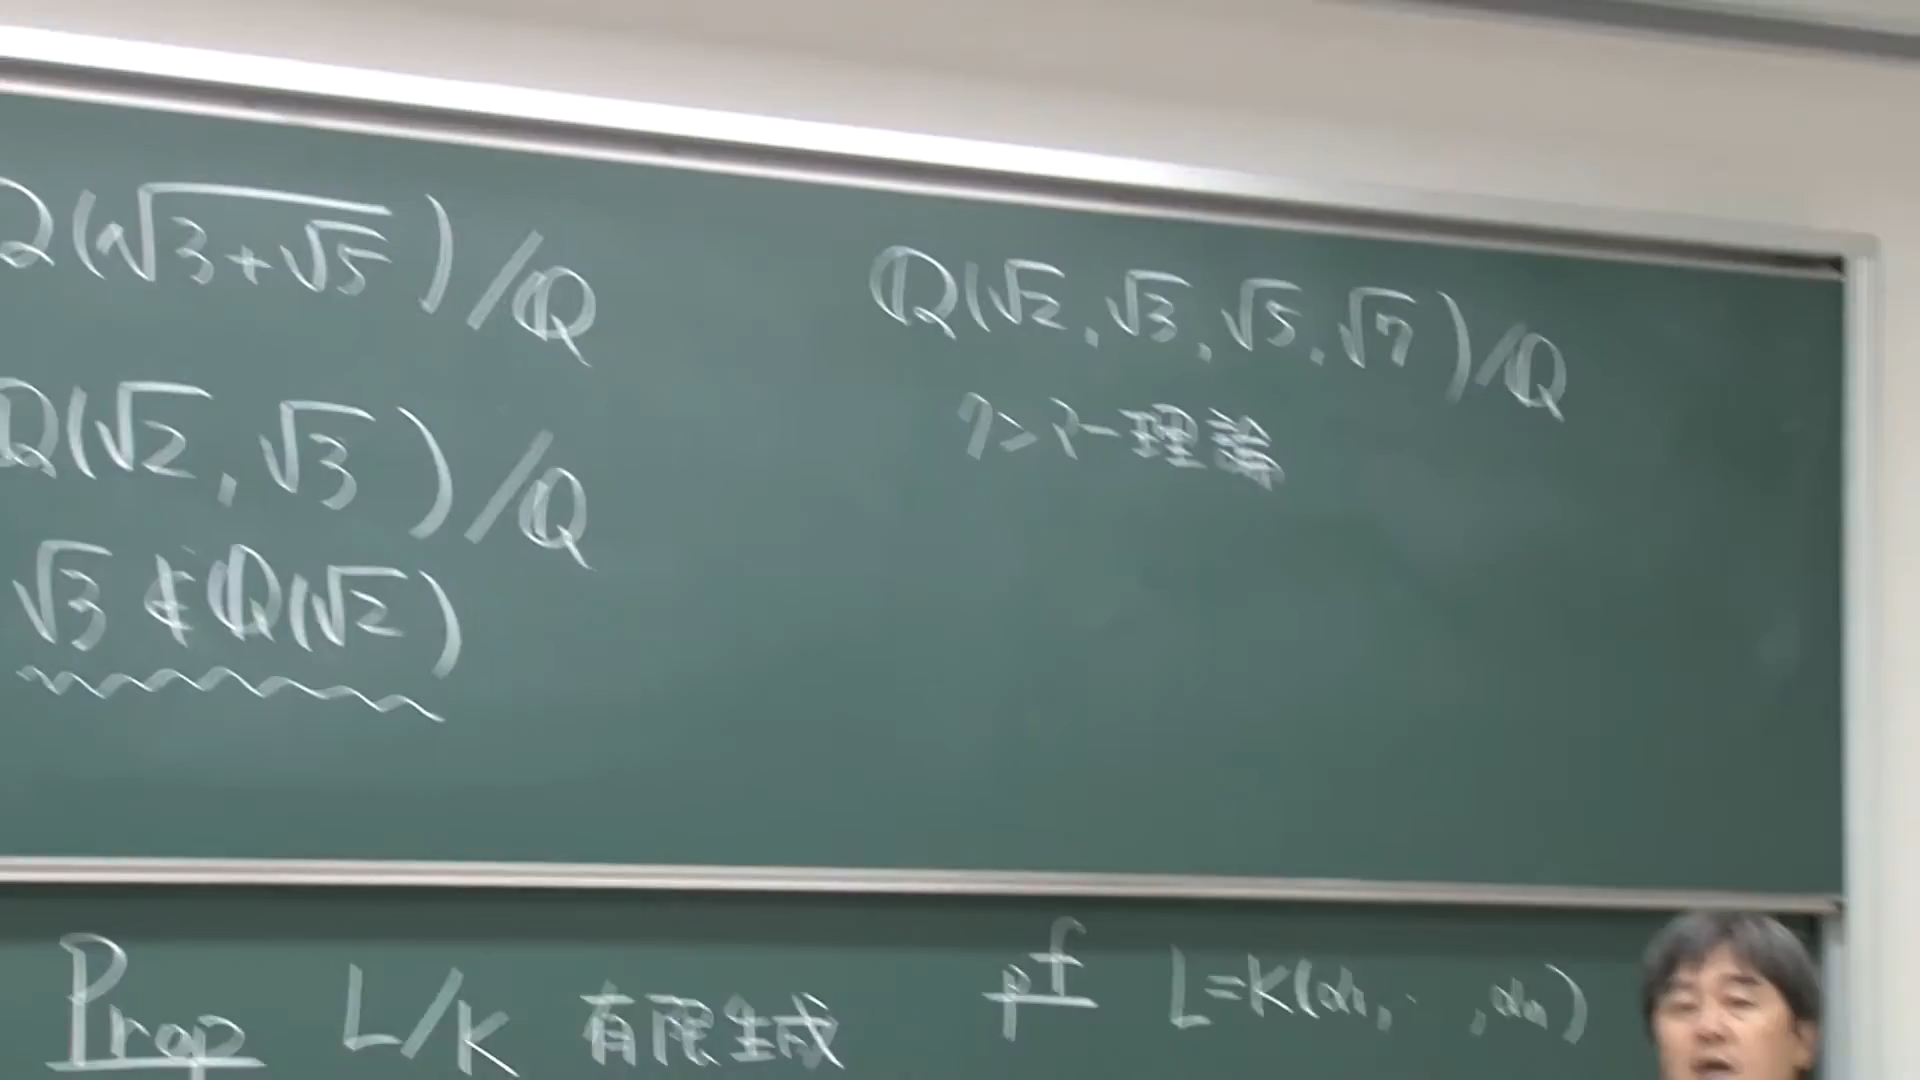 Q(√3+√5)/Q
Q(√2, √3)/Q
√3 ∉ Q(√2)
Q(√2, √3, √5, √7)/Q
クンマー理論
Prop L/K 有限生成
pf L=K(α₁, ‥, αₙ)